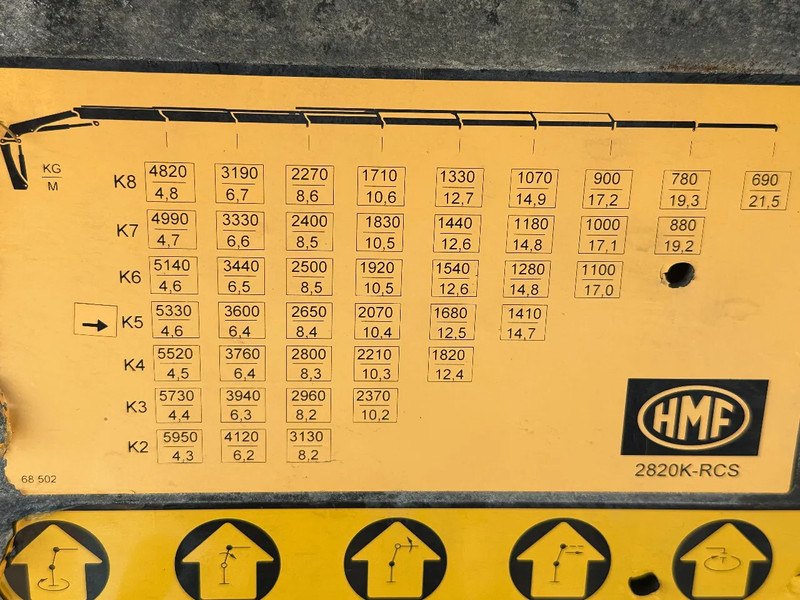 KG
M
K8 4820 3190 2270 1710 1330 1070 900 780 690
4,8 6,7 8,6 10,6 12,7 14,9 17,2 19,3 21,5
K7 4990 3330 2400 1830 1440 1180 1000 880
4,7 6,6 8,5 10,5 12,6 14,8 17,1 19,2
K6 5140 3440 2500 1920 1540 1280 1100
4,6 6,5 8,5 10,5 12,6 14,8 17,0
K5 5330 3600 2650 2070 1680 1410
4,6 6,4 8,4 10,4 12,5 14,7
K4 5520 3760 2800 2210 1820
4,5 6,4 8,3 10,3 12,4
K3 5730 3940 2960 2370
4,4 6,3 8,2 10,2
K2 5950 4120 3130
4,3 6,2 8,2
HMF
2820K-RCS
68 502